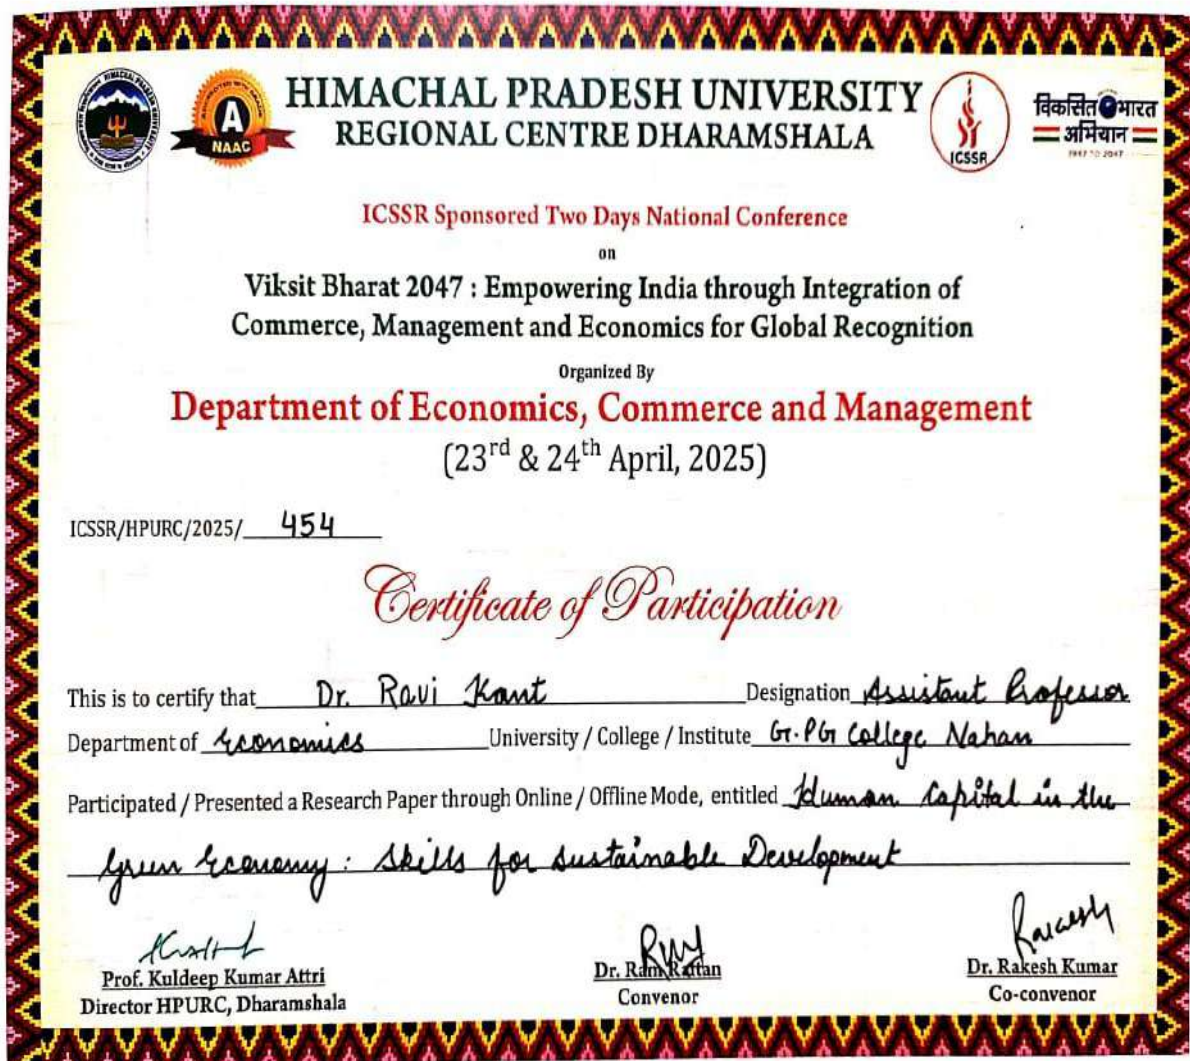 HIMACHAL PRADESH UNIVERSITY
REGIONAL CENTRE DHARAMSHALA
A
NAAC
ICSSR
विकसित भारत
अभियान
1947 TO 2047
ICSSR Sponsored Two Days National Conference
on
Viksit Bharat 2047 : Empowering India through Integration of
Commerce, Management and Economics for Global Recognition
Organized By
Department of Economics, Commerce and Management
(23rd & 24th April, 2025)
ICSSR/HPURC/2025/ 454
Certificate of Participation
This is to certify that Dr. Ravi Kant Designation Assistant Professor
Department of Economics University / College / Institute Gt. PG College Nahan
Participated / Presented a Research Paper through Online / Offline Mode, entitled Human Capital in the
Green Economy : Skills for sustainable Development
Prof. Kuldeep Kumar Attri
Director HPURC, Dharamshala
Dr. Ram Rattan
Convenor
Rakesh
Dr. Rakesh Kumar
Co-convenor